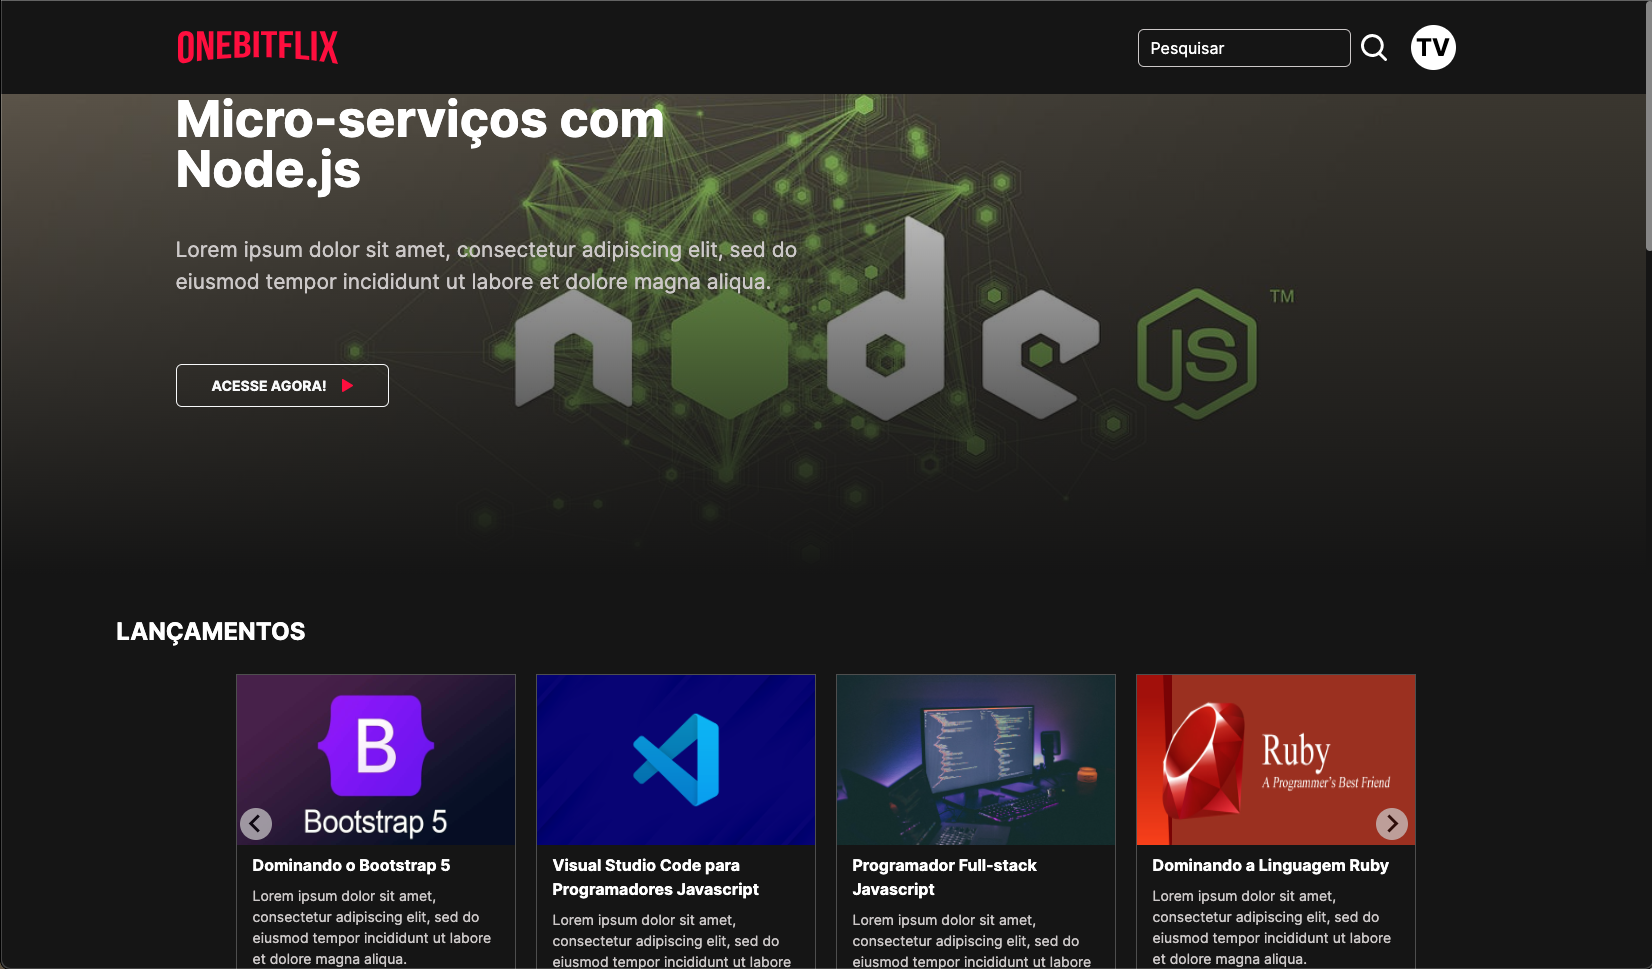 ONEBITFLIX
Pesquisar
TV
Micro-serviços com
Node.js
Lorem ipsum dolor sit amet, consectetur adipiscing elit, sed do
eiusmod tempor incididunt ut labore et dolore magna aliqua.
node JS TM
ACESSE AGORA!
LANÇAMENTOS
B
Bootstrap 5
Dominando o Bootstrap 5
Lorem ipsum dolor sit amet,
consectetur adipiscing elit, sed do
eiusmod tempor incididunt ut labore
et dolore magna aliqua.
Visual Studio Code para
Programadores Javascript
Lorem ipsum dolor sit amet,
consectetur adipiscing elit, sed do
eiusmod tempor incididunt ut labore
Programador Full-stack
Javascript
Lorem ipsum dolor sit amet,
consectetur adipiscing elit, sed do
eiusmod tempor incididunt ut labore
Ruby
A Programmer's Best Friend
Dominando a Linguagem Ruby
Lorem ipsum dolor sit amet,
consectetur adipiscing elit, sed do
eiusmod tempor incididunt ut labore
et dolore magna aliqua.